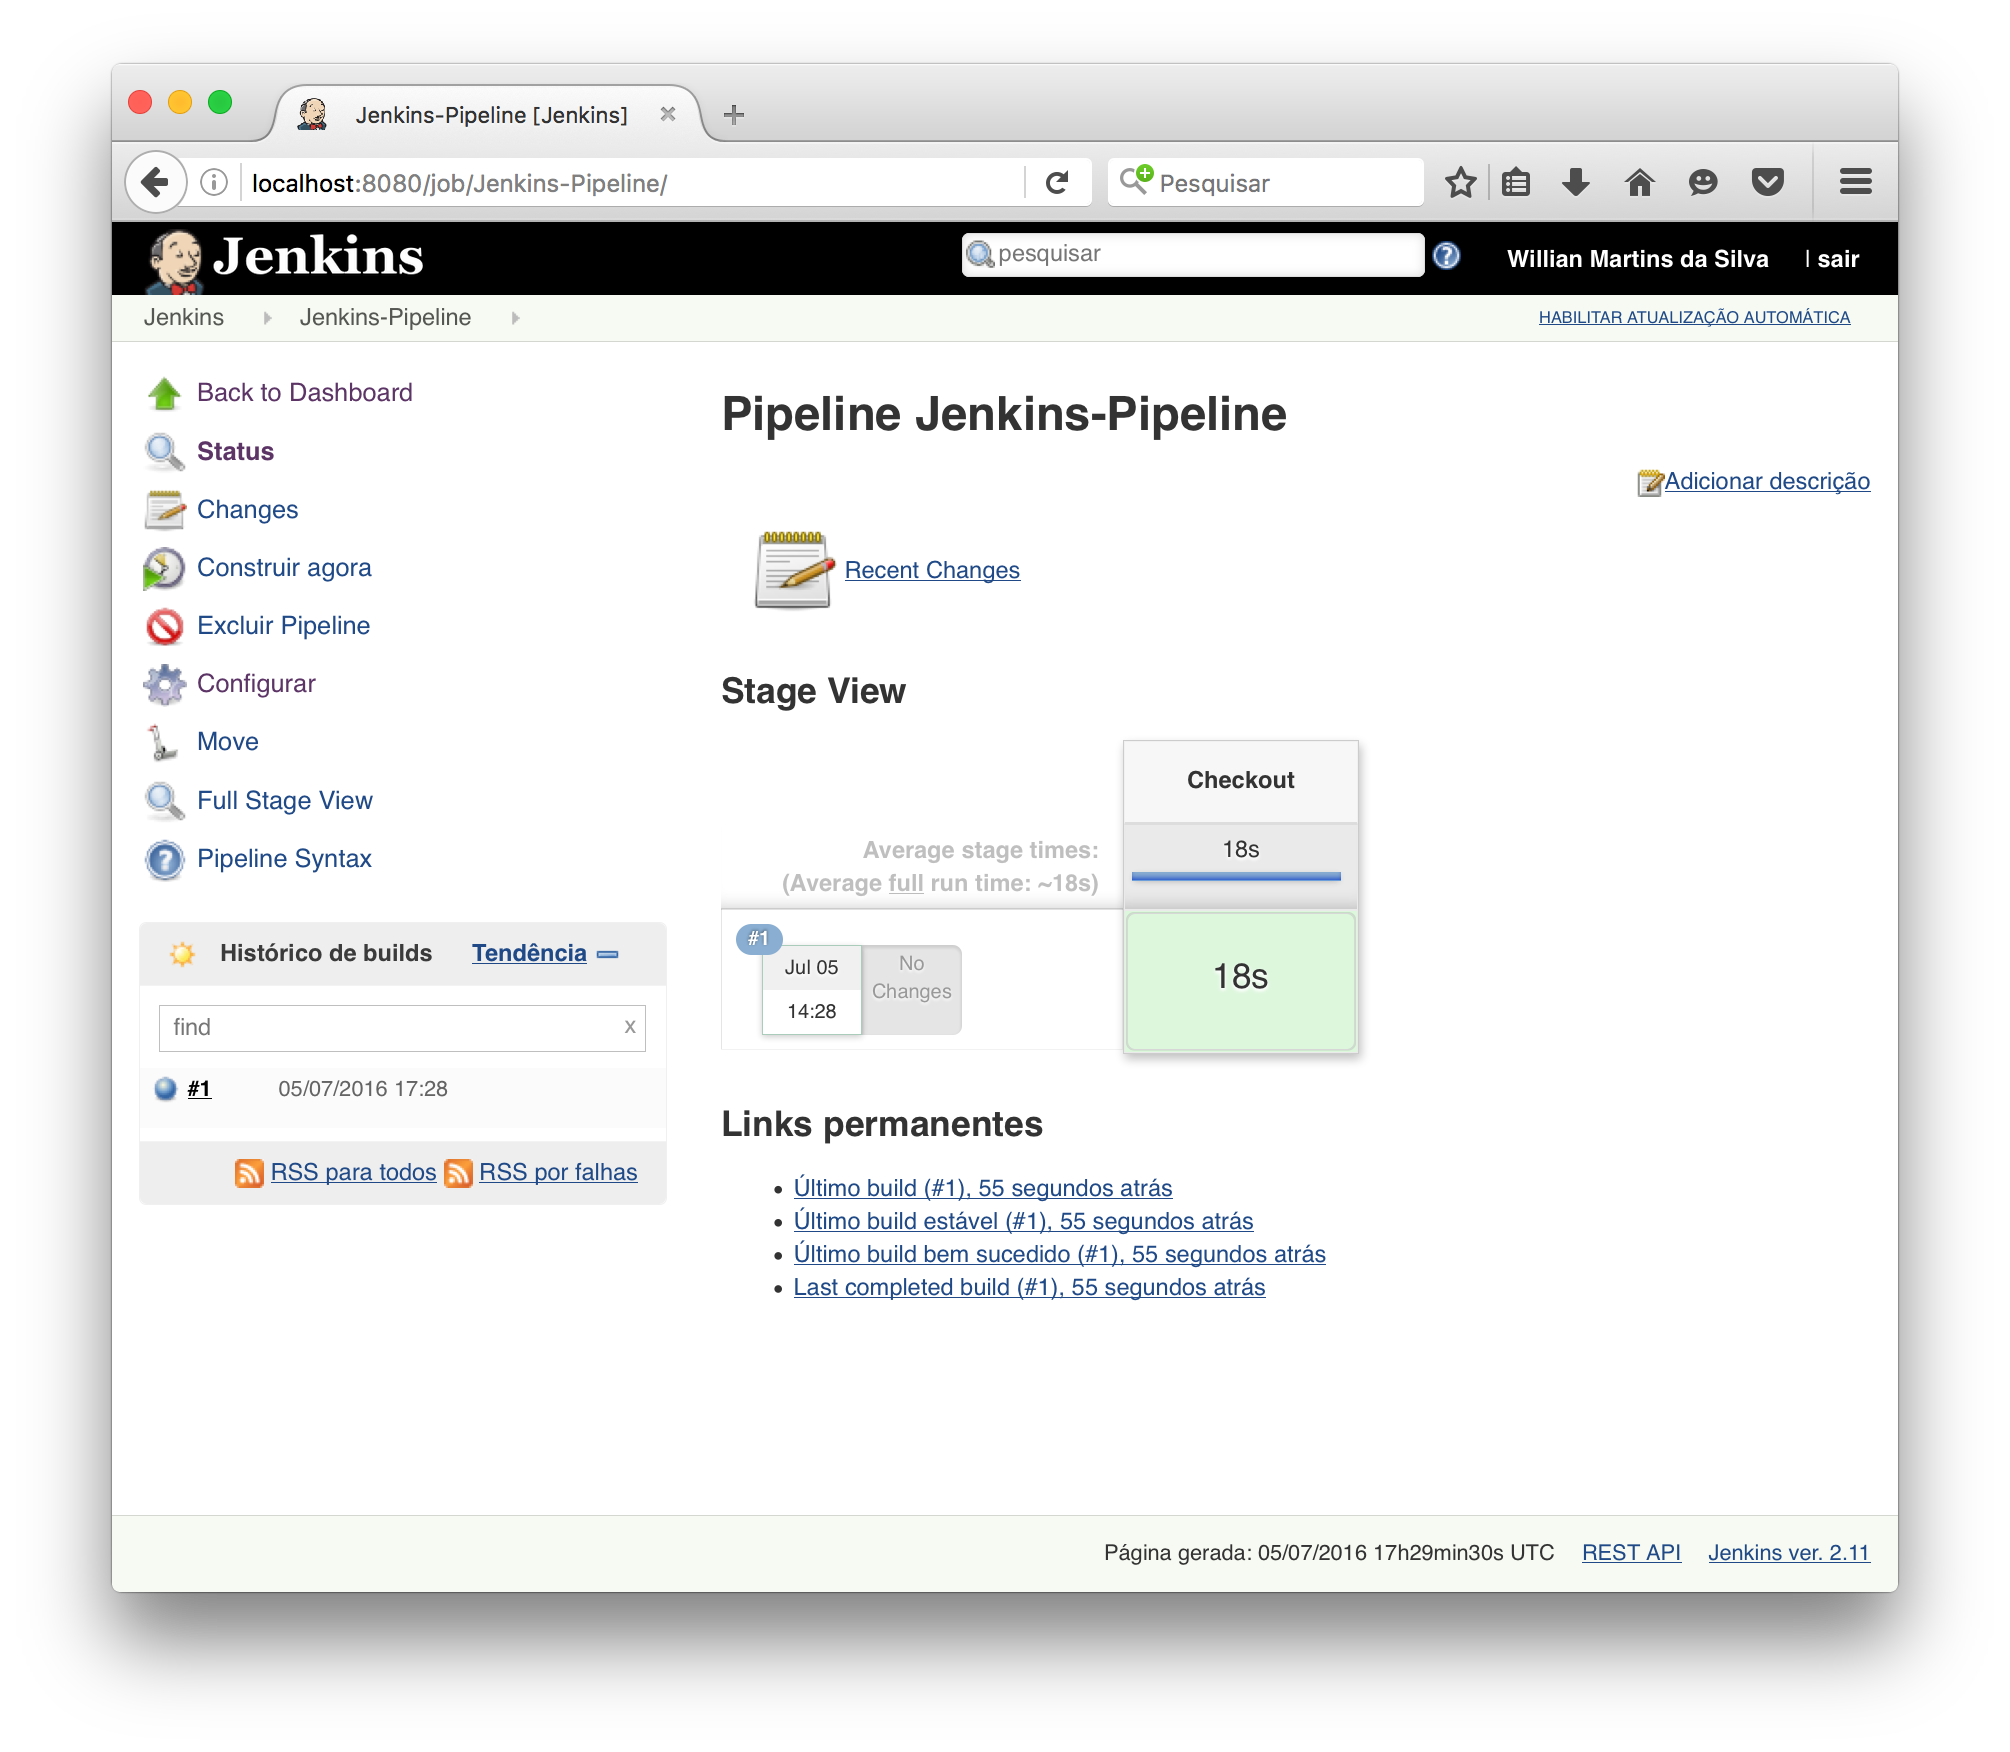 Jenkins-Pipeline [Jenkins]
localhost:8080/job/Jenkins-Pipeline/
Pesquisar
Jenkins
pesquisar
Willian Martins da Silva
| sair
Jenkins
Jenkins-Pipeline
HABILITAR ATUALIZAÇÃO AUTOMÁTICA
Back to Dashboard
Status
Changes
Construir agora
Excluir Pipeline
Configurar
Move
Full Stage View
Pipeline Syntax
Histórico de builds
Tendência
find
x
#1
05/07/2016 17:28
RSS para todos
RSS por falhas
Pipeline Jenkins-Pipeline
Adicionar descrição
Recent Changes
Stage View
Checkout
Average stage times:
18s
(Average full run time: ~18s)
#1
Jul 05
14:28
No
Changes
18s
Links permanentes
Último build (#1), 55 segundos atrás
Último build estável (#1), 55 segundos atrás
Último build bem sucedido (#1), 55 segundos atrás
Last completed build (#1), 55 segundos atrás
Página gerada: 05/07/2016 17h29min30s UTC
REST API
Jenkins ver. 2.11